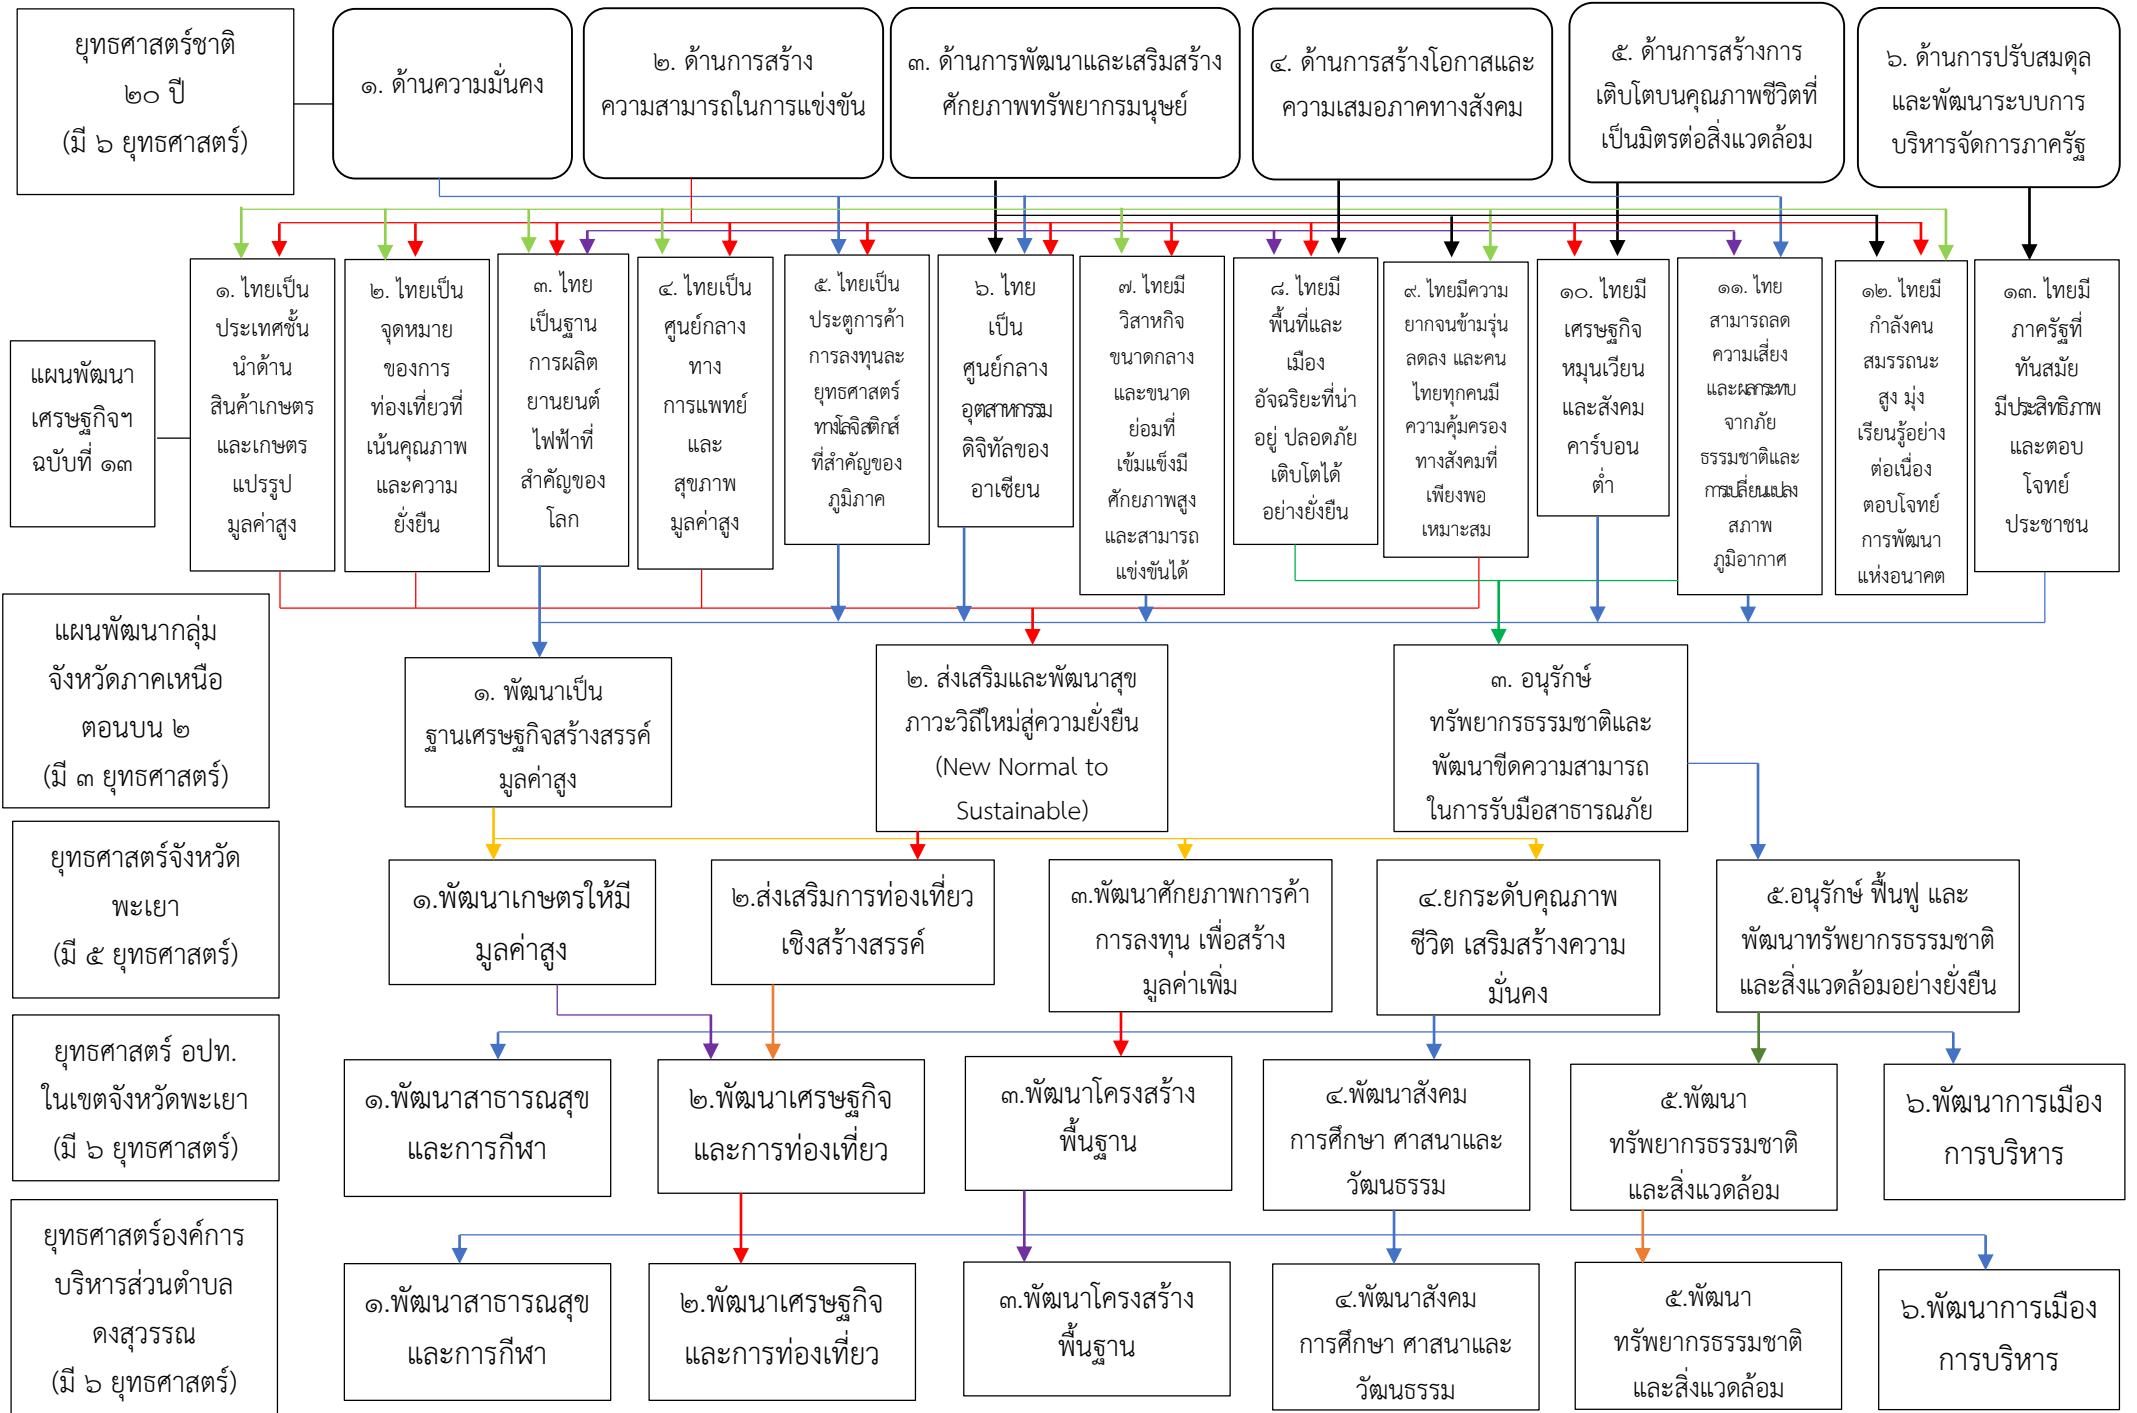 ยุทธศาสตร์ชาติ
๒๐ ปี
(มี ๖ ยุทธศาสตร์)
๑. ด้านความมั่นคง
๒. ด้านการสร้าง
ความสามารถในการแข่งขัน
๓. ด้านการพัฒนาและเสริมสร้าง
ศักยภาพทรัพยากรมนุษย์
๔. ด้านการสร้างโอกาสและ
ความเสมอภาคทางสังคม
๕. ด้านการสร้างการ
เติบโตบนคุณภาพชีวิตที่
เป็นมิตรต่อสิ่งแวดล้อม
๖. ด้านการปรับสมดุล
และพัฒนาระบบการ
บริหารจัดการภาครัฐ
แผนพัฒนา
เศรษฐกิจฯ
ฉบับที่ ๑๓
๑. ไทยเป็น
ประเทศชั้น
นำด้าน
สินค้าเกษตร
และเกษตร
แปรรูป
มูลค่าสูง
๒. ไทยเป็น
จุดหมาย
ของการ
ท่องเที่ยวที่
เน้นคุณภาพ
และความ
ยั่งยืน
๓. ไทย
เป็นฐาน
การผลิต
ยานยนต์
ไฟฟ้าที่
สำคัญของ
โลก
๔. ไทยเป็น
ศูนย์กลาง
ทาง
การแพทย์
และ
สุขภาพ
มูลค่าสูง
๕. ไทยเป็น
ประตูการค้า
การลงทุนละ
ยุทธศาสตร์
ทางโลจิสติกส์
ที่สำคัญของ
ภูมิภาค
๖. ไทย
เป็น
ศูนย์กลาง
อุตสาหกรรม
ดิจิทัลของ
อาเซียน
๗. ไทยมี
วิสาหกิจ
ขนาดกลาง
และขนาด
ย่อมที่
เข้มแข็งมี
ศักยภาพสูง
และสามารถ
แข่งขันได้
๘. ไทยมี
พื้นที่และ
เมือง
อัจฉริยะที่น่า
อยู่ ปลอดภัย
เติบโตได้
อย่างยั่งยืน
๙. ไทยมีความ
ยากจนข้ามรุ่น
ลดลง และคน
ไทยทุกคนมี
ความคุ้มครอง
ทางสังคมที่
เพียงพอ
เหมาะสม
๑๐. ไทยมี
เศรษฐกิจ
หมุนเวียน
และสังคม
คาร์บอน
ต่ำ
๑๑. ไทย
สามารถลด
ความเสี่ยง
และผลกระทบ
จากภัย
ธรรมชาติและ
การเปลี่ยนแปลง
สภาพ
ภูมิอากาศ
๑๒. ไทยมี
กำลังคน
สมรรถนะ
สูง มุ่ง
เรียนรู้อย่าง
ต่อเนื่อง
ตอบโจทย์
การพัฒนา
แห่งอนาคต
๑๓. ไทยมี
ภาครัฐที่
ทันสมัย
มีประสิทธิภาพ
และตอบ
โจทย์
ประชาชน
แผนพัฒนากลุ่ม
จังหวัดภาคเหนือ
ตอนบน ๒
(มี ๓ ยุทธศาสตร์)
๑. พัฒนาเป็น
ฐานเศรษฐกิจสร้างสรรค์
มูลค่าสูง
๒. ส่งเสริมและพัฒนาสุข
ภาวะวิถีใหม่สู่ความยั่งยืน
(New Normal to
Sustainable)
๓. อนุรักษ์
ทรัพยากรธรรมชาติและ
พัฒนาขีดความสามารถ
ในการรับมือสาธารณภัย
ยุทธศาสตร์จังหวัด
พะเยา
(มี ๕ ยุทธศาสตร์)
๑.พัฒนาเกษตรให้มี
มูลค่าสูง
๒.ส่งเสริมการท่องเที่ยว
เชิงสร้างสรรค์
๓.พัฒนาศักยภาพการค้า
การลงทุน เพื่อสร้าง
มูลค่าเพิ่ม
๔.ยกระดับคุณภาพ
ชีวิต เสริมสร้างความ
มั่นคง
๕.อนุรักษ์ ฟื้นฟู และ
พัฒนาทรัพยากรธรรมชาติ
และสิ่งแวดล้อมอย่างยั่งยืน
ยุทธศาสตร์ อปท.
ในเขตจังหวัดพะเยา
(มี ๖ ยุทธศาสตร์)
๑.พัฒนาสาธารณสุข
และการกีฬา
๒.พัฒนาเศรษฐกิจ
และการท่องเที่ยว
๓.พัฒนาโครงสร้าง
พื้นฐาน
๔.พัฒนาสังคม
การศึกษา ศาสนาและ
วัฒนธรรม
๕.พัฒนา
ทรัพยากรธรรมชาติ
และสิ่งแวดล้อม
๖.พัฒนาการเมือง
การบริหาร
ยุทธศาสตร์องค์การ
บริหารส่วนตำบล
ดงสุวรรณ
(มี ๖ ยุทธศาสตร์)
๑.พัฒนาสาธารณสุข
และการกีฬา
๒.พัฒนาเศรษฐกิจ
และการท่องเที่ยว
๓.พัฒนาโครงสร้าง
พื้นฐาน
๔.พัฒนาสังคม
การศึกษา ศาสนาและ
วัฒนธรรม
๕.พัฒนา
ทรัพยากรธรรมชาติ
และสิ่งแวดล้อม
๖.พัฒนาการเมือง
การบริหาร